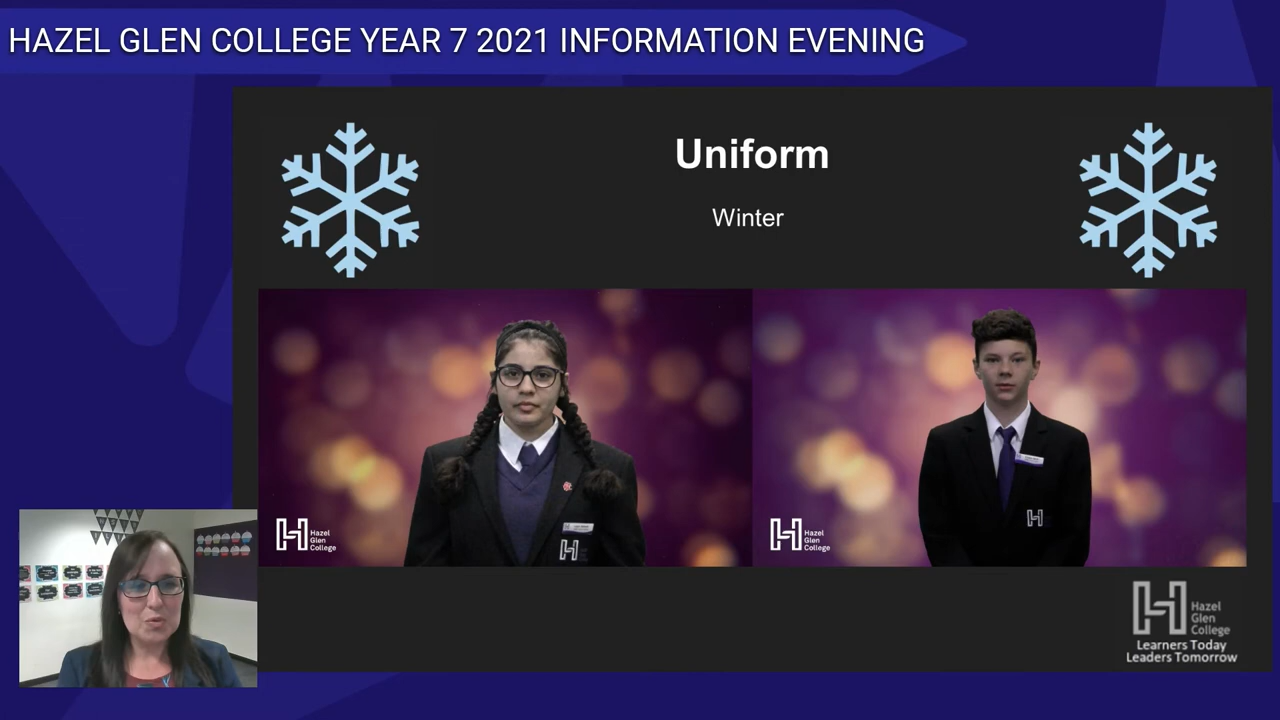 HAZEL GLEN COLLEGE YEAR 7 2021 INFORMATION EVENING
Uniform
Winter
Hazel
Glen
College
Hazel
Glen
College
Hazel
Glen
College
Learners Today
Leaders Tomorrow